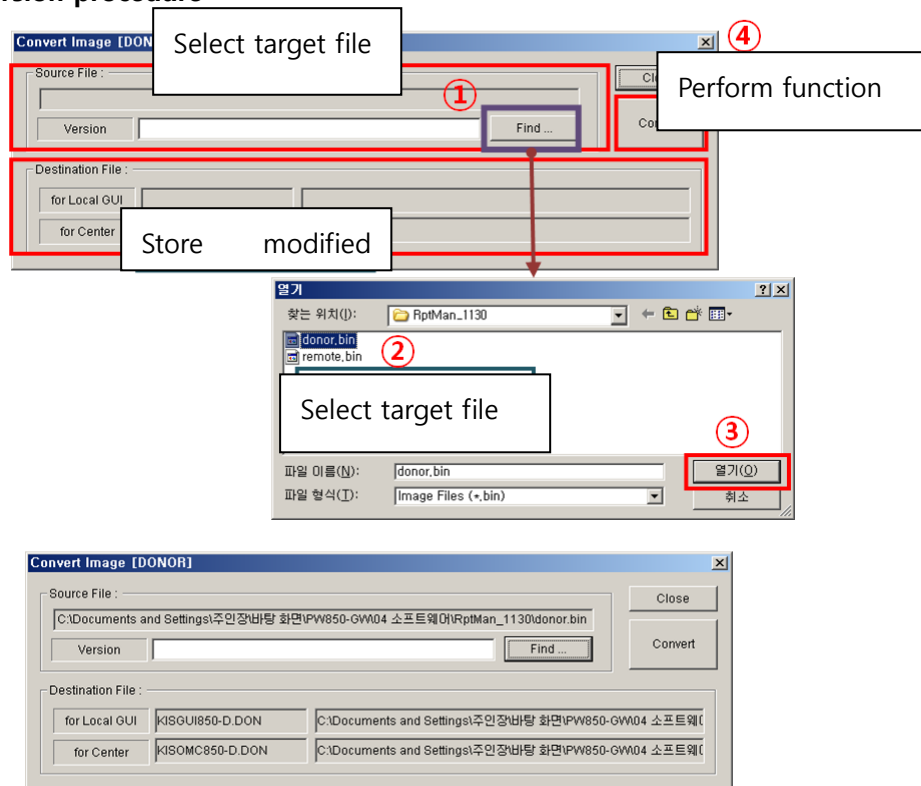 Convert Image [DON
Select target file
④
Source File :
①
Perform function
Version
Find ...
Destination File :
for Local GUI
for Center
Store modified
열기
찾는 위치(I):
RptMan_1130
donor.bin
remote.bin
②
Select target file
③
파일 이름(N):
donor.bin
열기(O)
파일 형식(T):
Image Files (*.bin)
취소
Convert Image [DONOR]
Source File :
Close
C:\Documents and Settings\주인장\바탕 화면\PW850-GW\04 소프트웨어\RptMan_1130\donor.bin
Version
Find ...
Convert
Destination File :
for Local GUI
KISGUI850-D.DON
C:\Documents and Settings\주인장\바탕 화면\PW850-GW\04 소프트웨어
for Center
KISOMC850-D.DON
C:\Documents and Settings\주인장\바탕 화면\PW850-GW\04 소프트웨어